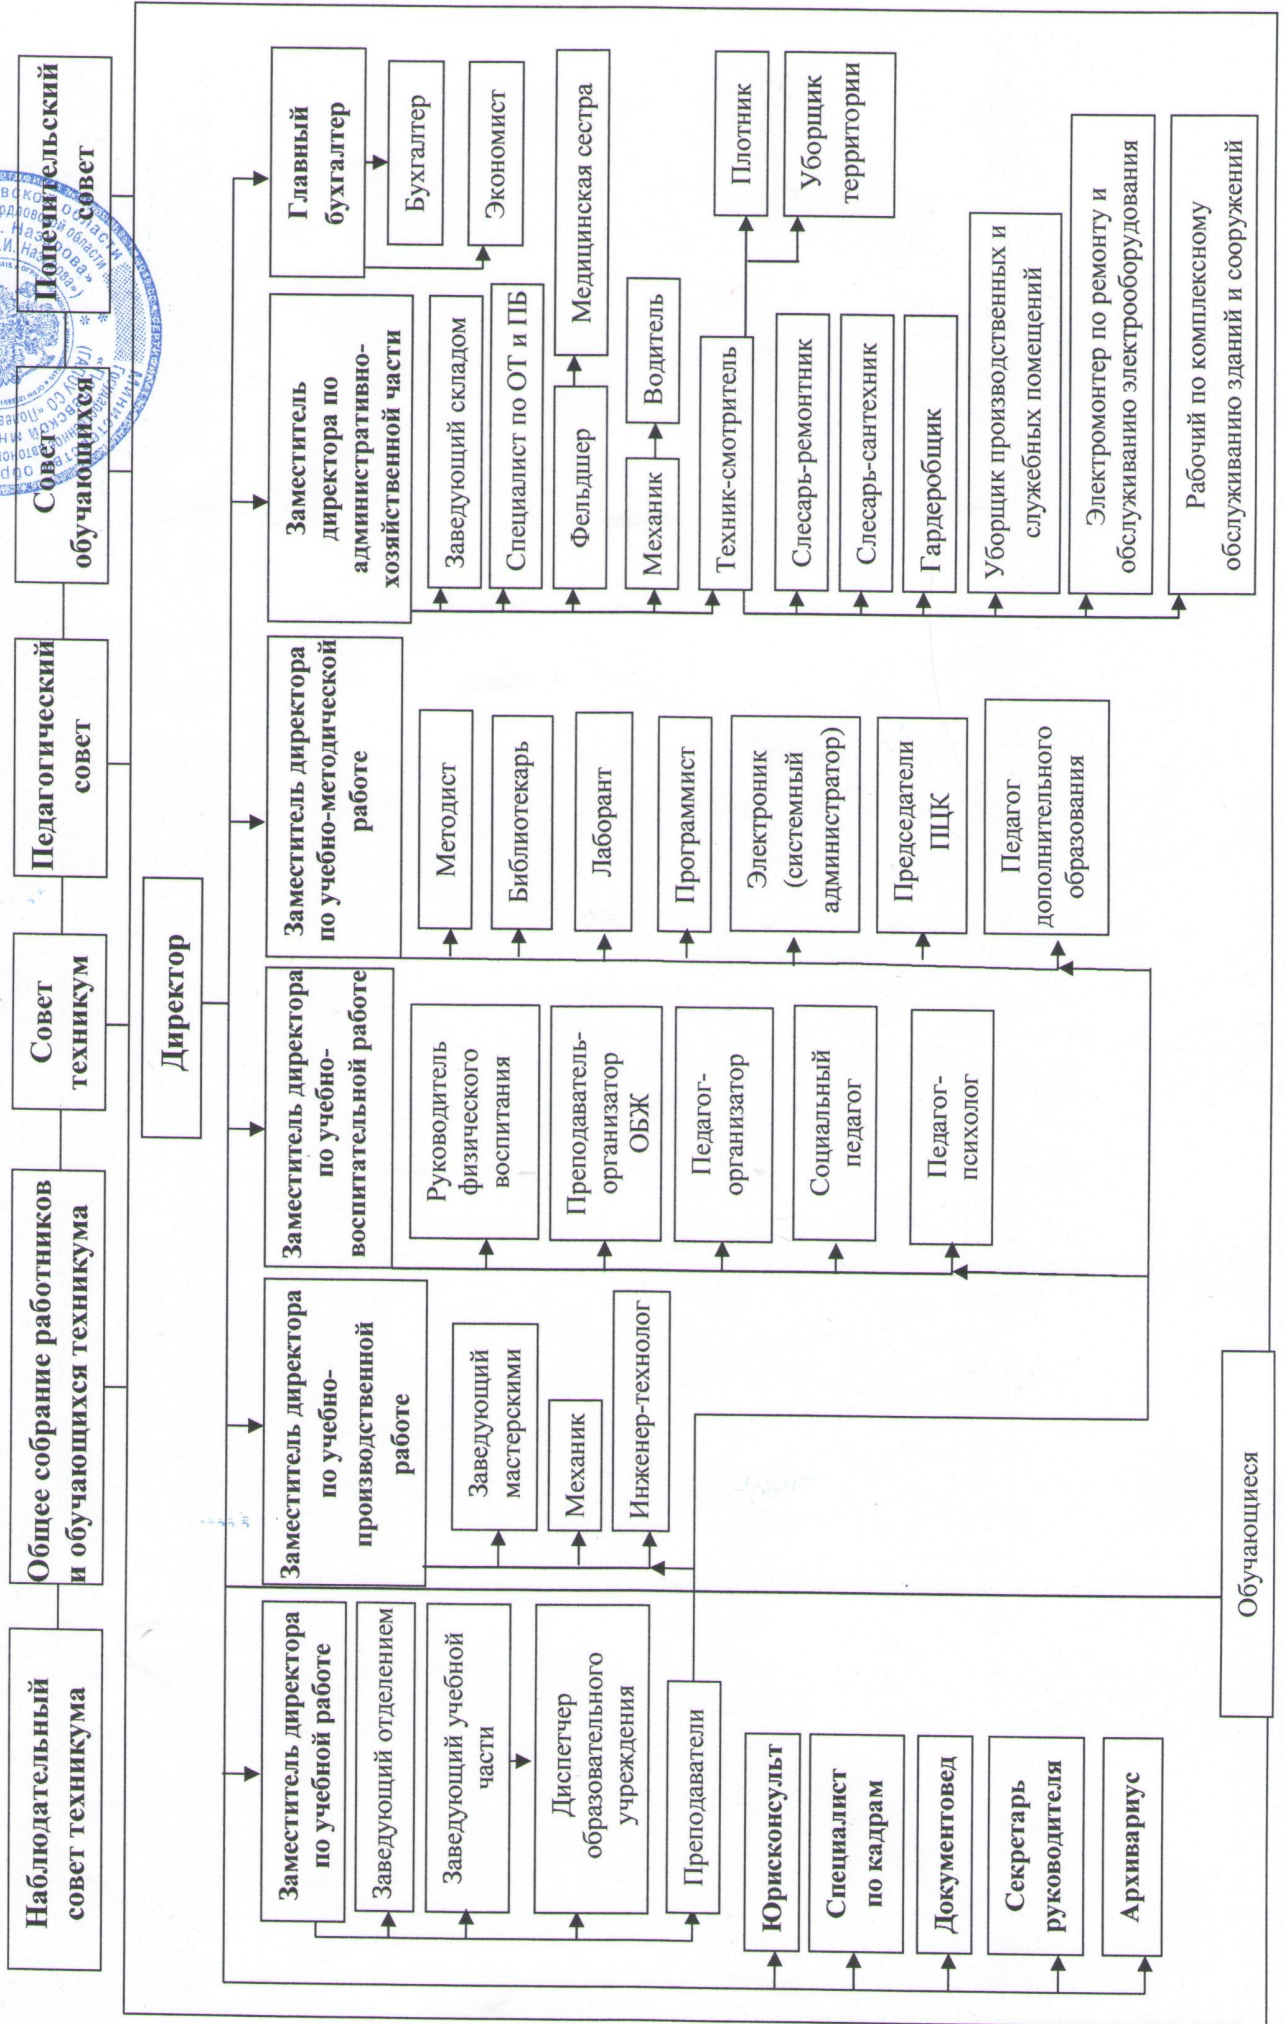 Наблюдательный
совет техникума
Общее собрание работников
и обучающихся техникума
Совет
техникум
Педагогический
совет
Совет
обучающихся
Попечительский
совет
Директор
Заместитель директора
по учебной работе
Заведующий отделением
Заведующий учебной
части
Диспетчер
образовательного
учреждения
Преподаватели
Юрисконсульт
Специалист
по кадрам
Документовед
Секретарь
руководителя
Архивариус
Заместитель директора
по учебно-
производственной
работе
Заведующий
мастерскими
Механик
Инженер-технолог
Заместитель директора
по учебно-
воспитательной работе
Руководитель
физического
воспитания
Преподаватель-
организатор
ОБЖ
Педагог-
организатор
Социальный
педагог
Педагог-
психолог
Заместитель директора
по учебно-методической
работе
Методист
Библиотекарь
Лаборант
Программист
Электроник
(системный
администратор)
Председатели
ПЦК
Педагог
дополнительного
образования
Заместитель
директора по
административно-
хозяйственной части
Заведующий складом
Специалист по ОТ и ПБ
Фельдшер
Медицинская сестра
Механик
Водитель
Техник-смотритель
Плотник
Уборщик
территории
Слесарь-ремонтник
Слесарь-сантехник
Гардеробщик
Уборщик производственных и
служебных помещений
Электромонтер по ремонту и
обслуживанию электрооборудования
Рабочий по комплексному
обслуживанию зданий и сооружений
Главный
бухгалтер
Бухгалтер
Экономист
Обучающиеся